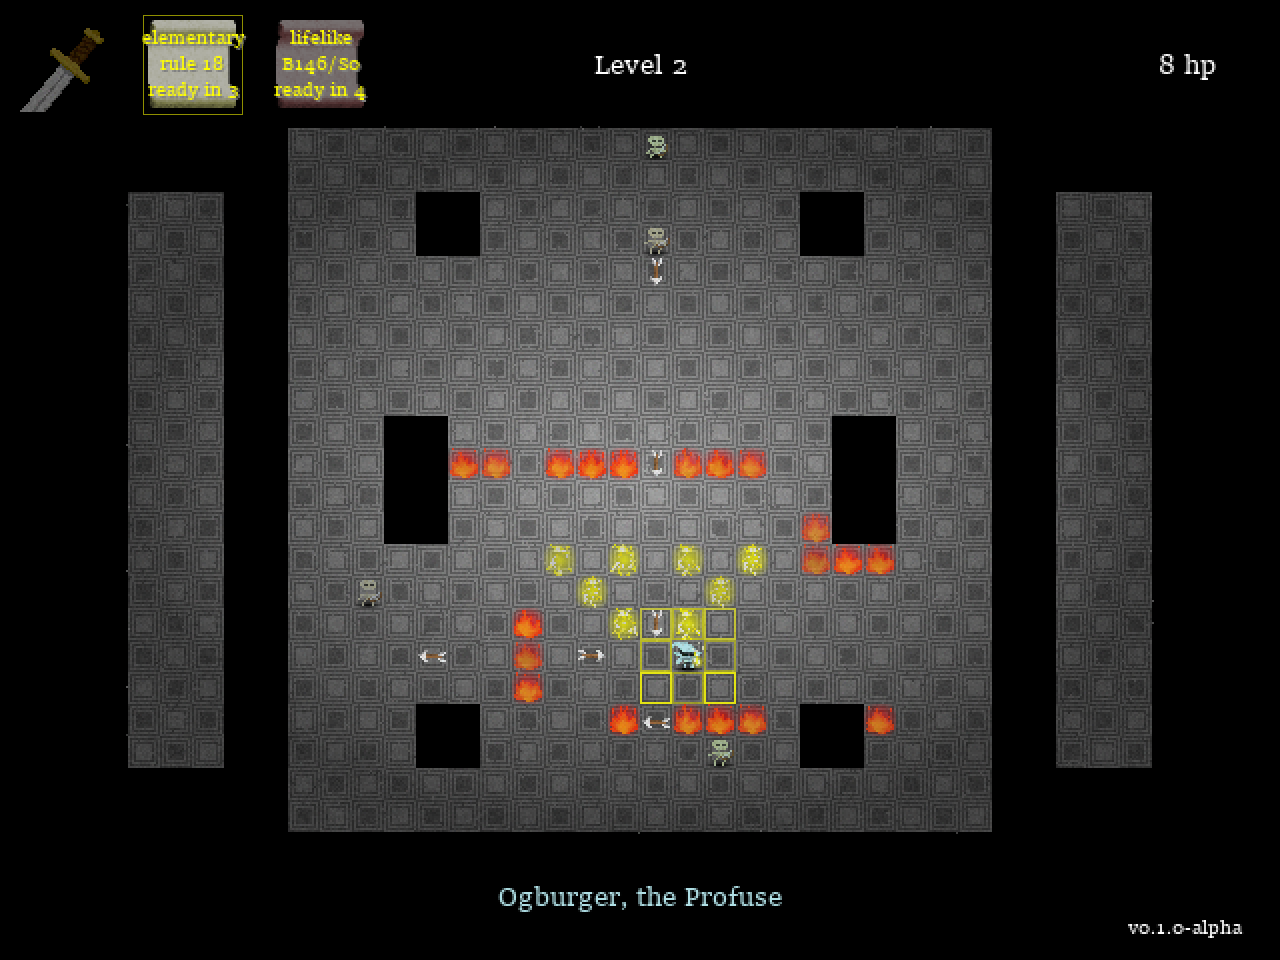 elementary
rule 18
ready in 3
lifelike
B146/S0
ready in 4
Level 2
8 hp
Ogburger, the Profuse
v0.1.0-alpha